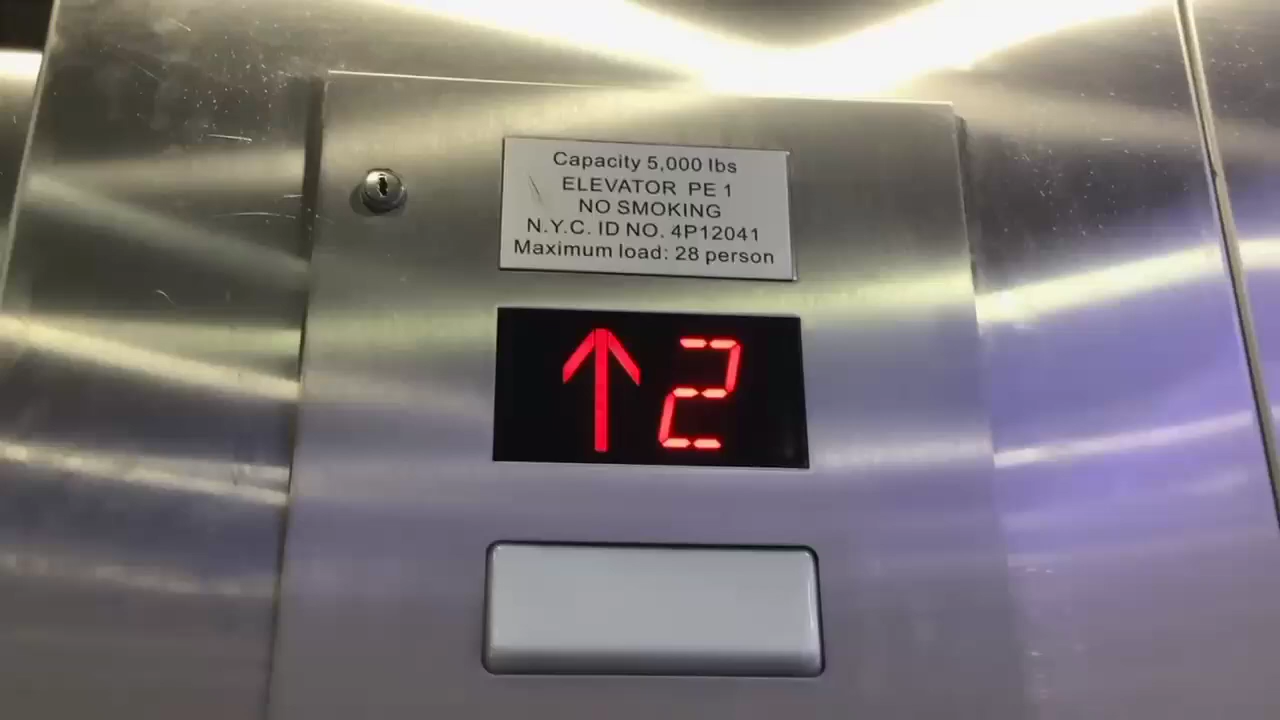 Capacity 5,000 lbs
ELEVATOR PE 1
NO SMOKING
N.Y.C. ID NO. 4P12041
Maximum load: 28 person
↑ 2